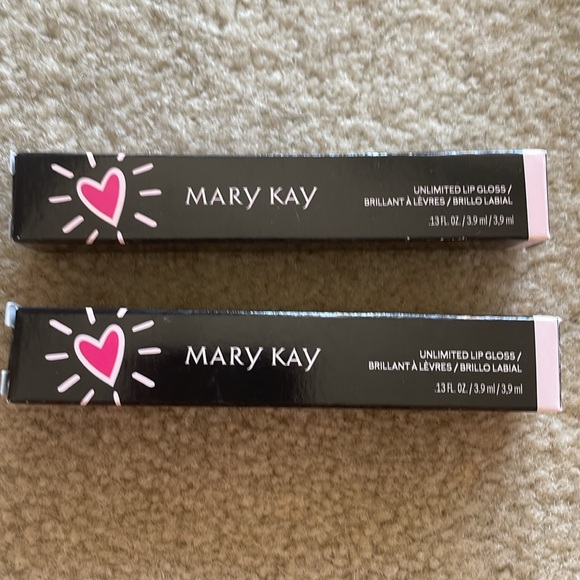 MARY KAY
UNLIMITED LIP GLOSS /
BRILLANT À LÈVRES / BRILLO LABIAL
.13 FL. OZ. / 3.9 ml / 3,9 ml
MARY KAY
UNLIMITED LIP GLOSS /
BRILLANT À LÈVRES / BRILLO LABIAL
.13 FL. OZ. / 3.9 ml / 3,9 ml